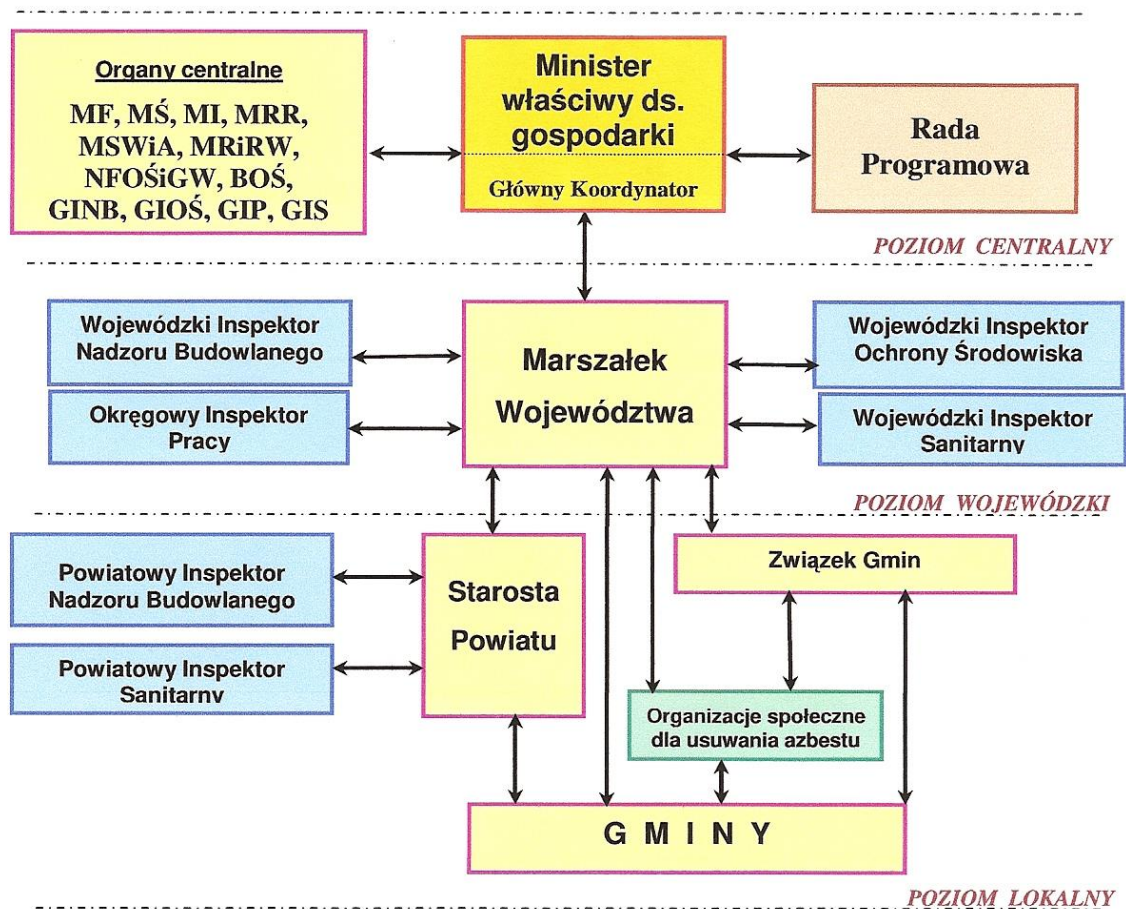 Organy centralne
MF, MŚ, MI, MRR,
MSWiA, MRiRW,
NFOŚiGW, BOŚ,
GINB, GIOŚ, GIP, GIS
Minister
właściwy ds.
gospodarki
Główny Koordynator
Rada
Programowa
POZIOM CENTRALNY
Wojewódzki Inspektor
Nadzoru Budowlanego
Okręgowy Inspektor
Pracy
Marszałek
Województwa
Wojewódzki Inspektor
Ochrony Środowiska
Wojewódzki Inspektor
Sanitarny
POZIOM WOJEWÓDZKI
Powiatowy Inspektor
Nadzoru Budowlanego
Powiatowy Inspektor
Sanitarny
Starosta
Powiatu
Związek Gmin
Organizacje społeczne
dla usuwania azbestu
G M I N Y
POZIOM LOKALNY